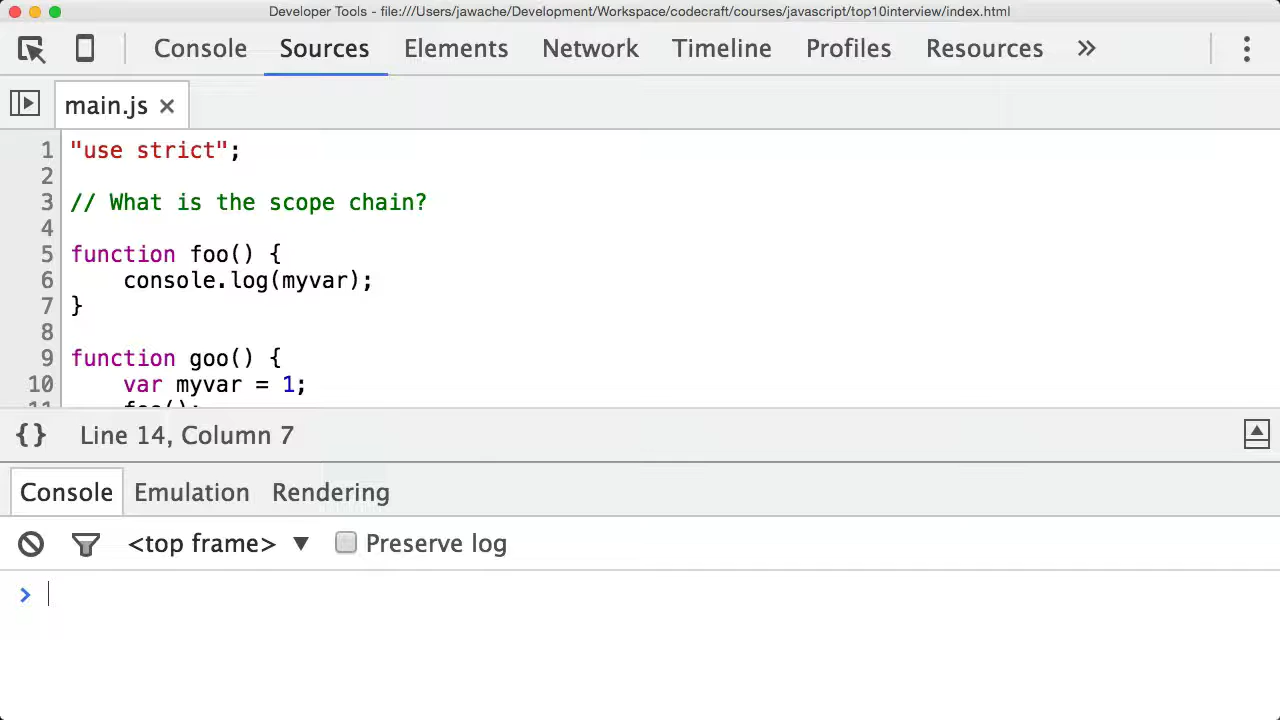 Developer Tools - file:///Users/jawache/Development/Workspace/codecraft/courses/javascript/top10interview/index.html
Console Sources Elements Network Timeline Profiles Resources »
main.js ×
1 "use strict";
2
3 // What is the scope chain?
4
5 function foo() {
6 console.log(myvar);
7 }
8
9 function goo() {
10 var myvar = 1;
11 foo();
{} Line 14, Column 7
Console Emulation Rendering
<top frame> ▼ Preserve log
>